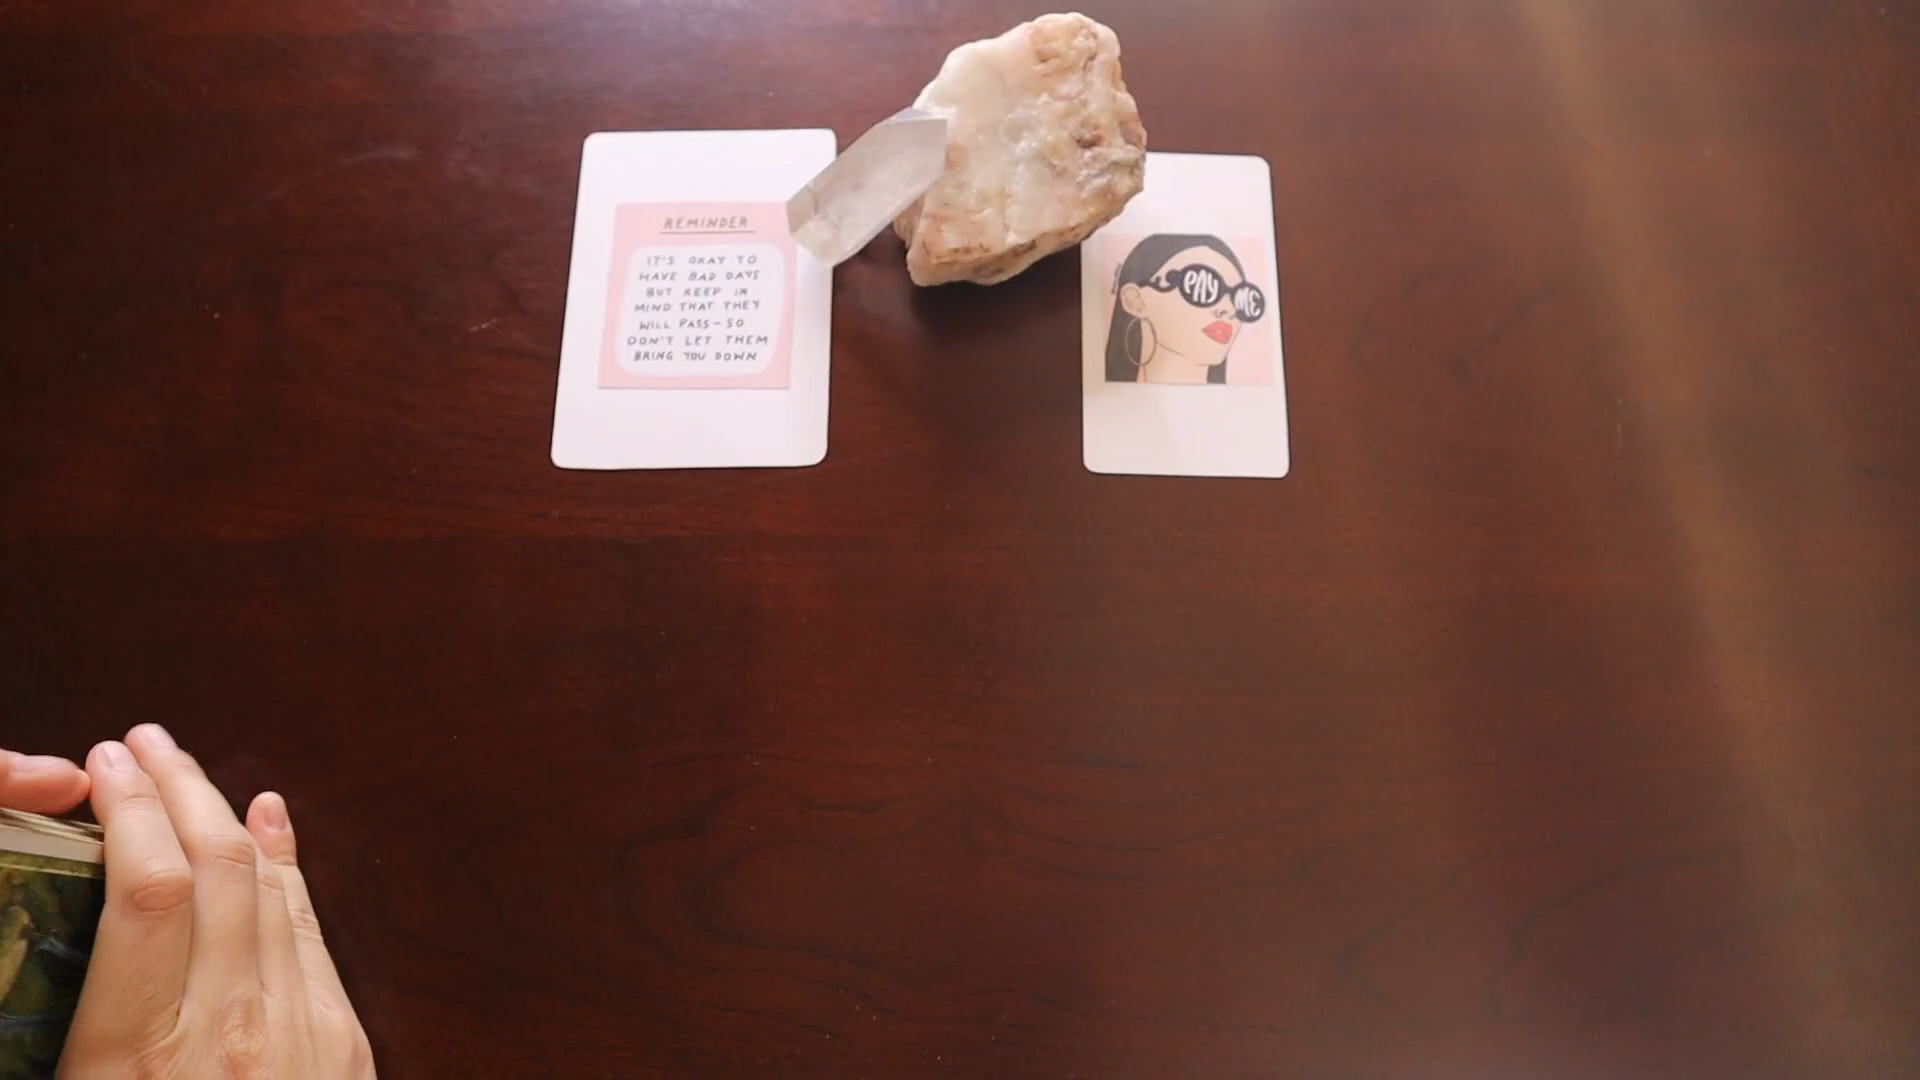 REMINDER
IT'S OKAY TO
HAVE BAD DAYS
BUT KEEP IN
MIND THAT THEY
WILL PASS—SO
DON'T LET THEM
BRING YOU DOWN
PAY ME